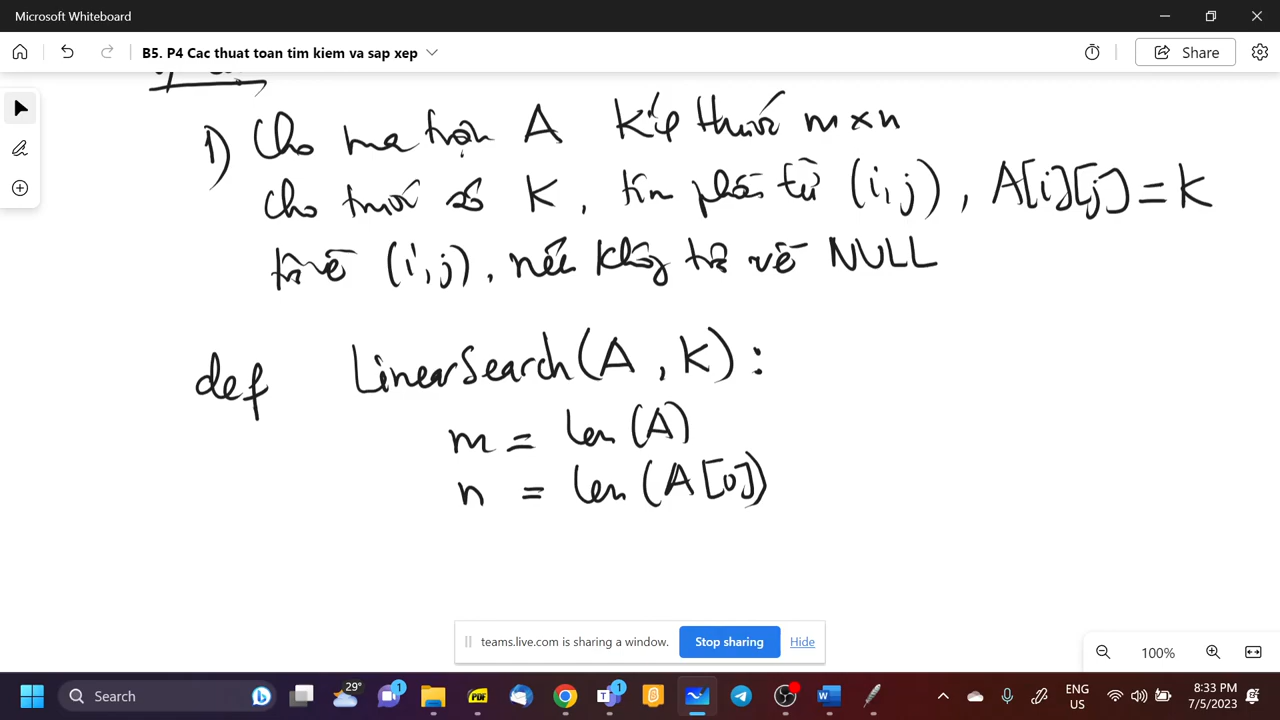 Microsoft Whiteboard
B5. P4 Cac thuat toan tim kiem va sap xep
Share
1) Cho ma trận A kích thước m x n
cho trước số K, tìm phần tử (i,j), A[i][j] = K
trả về (i,j), nếu không trả về NULL
def LinearSearch(A, K):
m = len(A)
n = len(A[0])
teams.live.com is sharing a window.
Stop sharing
Hide
100%
29°
1
Search
PDF
1
ENG
US
8:33 PM
7/5/2023